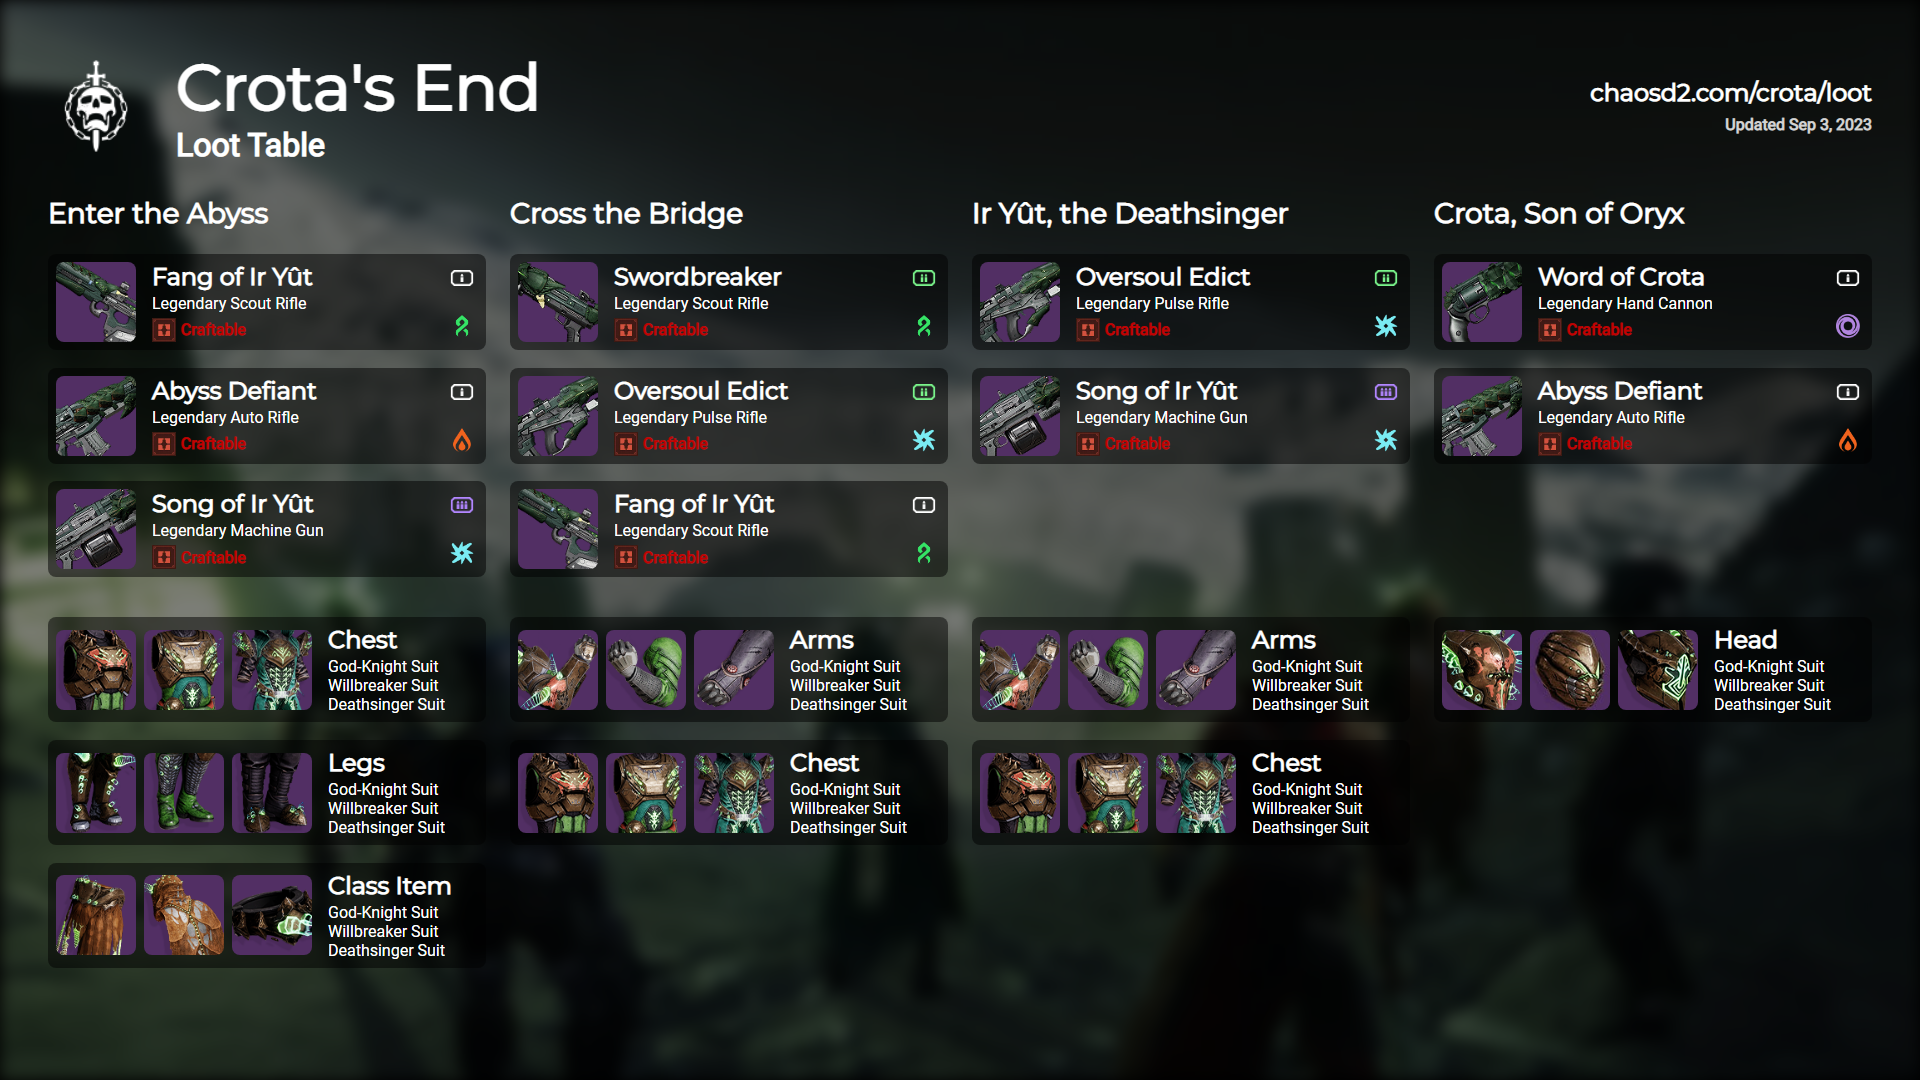 Crota's End
Loot Table
chaosd2.com/crota/loot
Updated Sep 3, 2023
Enter the Abyss
Fang of Ir Yût
Legendary Scout Rifle
Craftable
Abyss Defiant
Legendary Auto Rifle
Craftable
Song of Ir Yût
Legendary Machine Gun
Craftable
Chest
God-Knight Suit
Willbreaker Suit
Deathsinger Suit
Legs
God-Knight Suit
Willbreaker Suit
Deathsinger Suit
Class Item
God-Knight Suit
Willbreaker Suit
Deathsinger Suit
Cross the Bridge
Swordbreaker
Legendary Scout Rifle
Craftable
Oversoul Edict
Legendary Pulse Rifle
Craftable
Fang of Ir Yût
Legendary Scout Rifle
Craftable
Arms
God-Knight Suit
Willbreaker Suit
Deathsinger Suit
Chest
God-Knight Suit
Willbreaker Suit
Deathsinger Suit
Ir Yût, the Deathsinger
Oversoul Edict
Legendary Pulse Rifle
Craftable
Song of Ir Yût
Legendary Machine Gun
Craftable
Arms
God-Knight Suit
Willbreaker Suit
Deathsinger Suit
Chest
God-Knight Suit
Willbreaker Suit
Deathsinger Suit
Crota, Son of Oryx
Word of Crota
Legendary Hand Cannon
Craftable
Abyss Defiant
Legendary Auto Rifle
Craftable
Head
God-Knight Suit
Willbreaker Suit
Deathsinger Suit